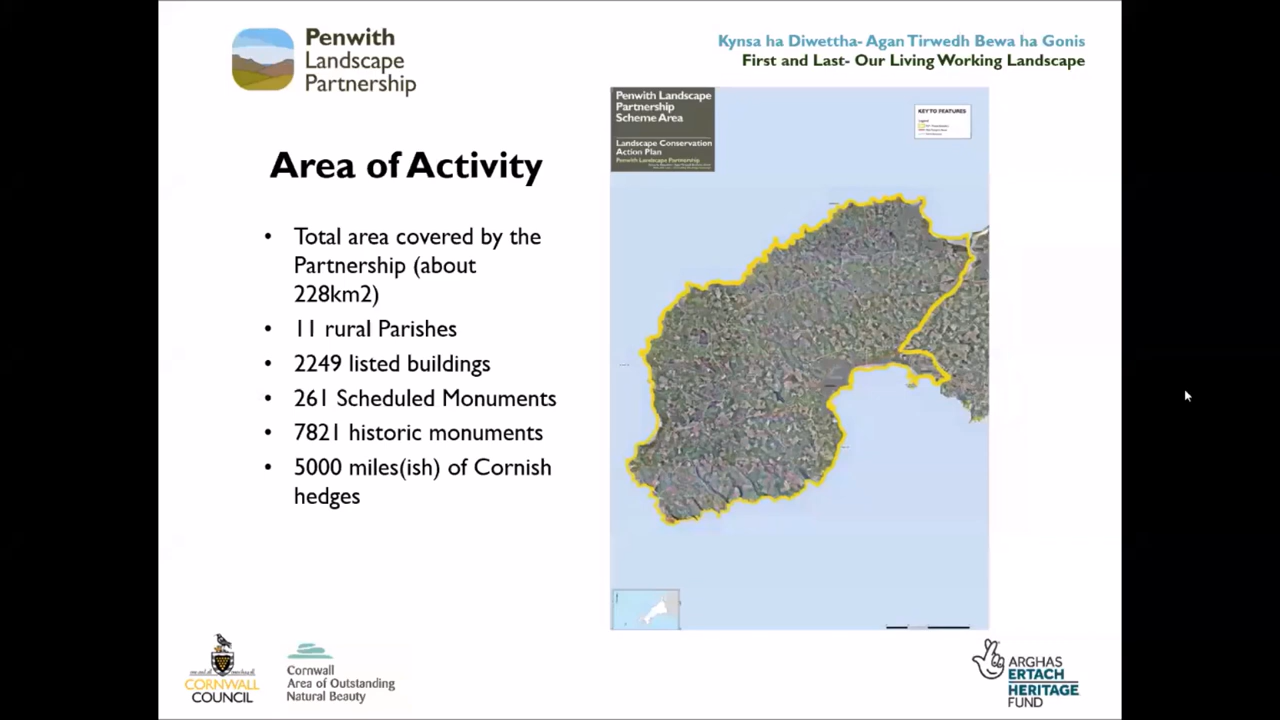 Penwith
Landscape
Partnership
Kynsa ha Diwettha- Agan Tirwedh Bewa ha Gonis
First and Last- Our Living Working Landscape
Area of Activity
• Total area covered by the
Partnership (about
228km2)
• 11 rural Parishes
• 2249 listed buildings
• 261 Scheduled Monuments
• 7821 historic monuments
• 5000 miles(ish) of Cornish
hedges
Penwith Landscape
Partnership
Scheme Area
Landscape Conservation
Action Plan
Penwith Landscape Partnership
KEY TO FEATURES
CORNWALL
COUNCIL
Cornwall
Area of Outstanding
Natural Beauty
ARGHAS
ERTACH
HERITAGE
FUND